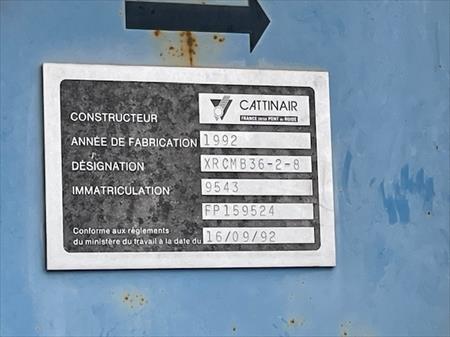 CONSTRUCTEUR CATTINAIR
FRANCE 25150 PONT DE ROIDE
ANNÉE DE FABRICATION 1992
DÉSIGNATION XRCMB36-2-8
IMMATRICULATION 9543
FP159524
Conforme aux règlements
du ministère du travail à la date du 16/09/92